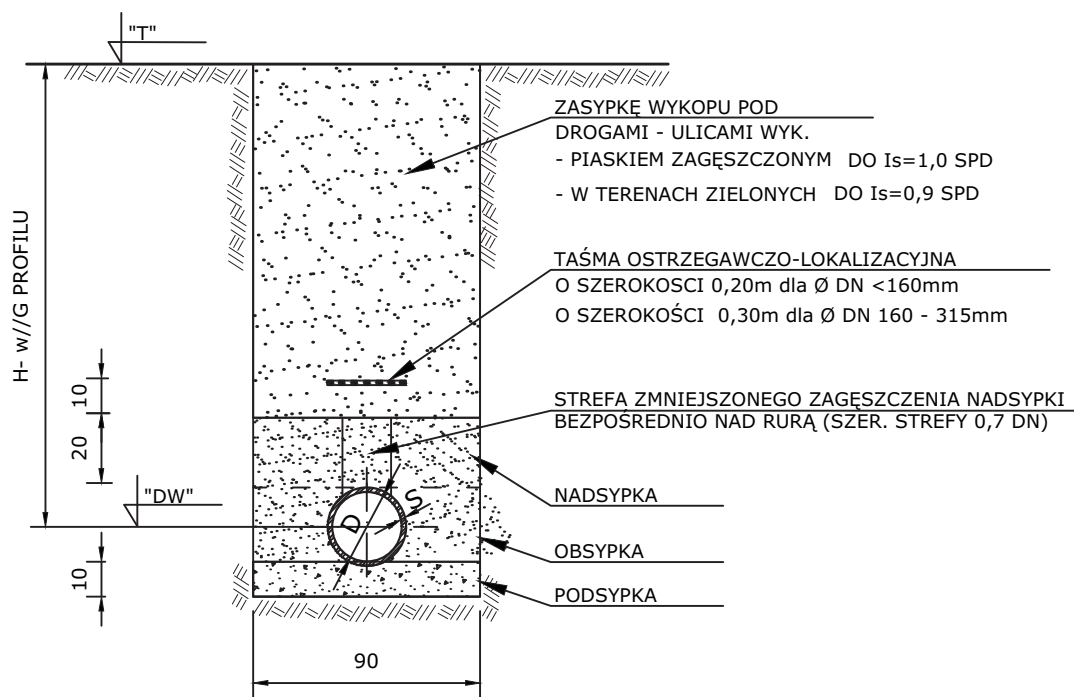 "T"
ZASYPKĘ WYKOPU POD
DROGAMI - ULICAMI WYK.
- PIASKIEM ZAGĘSZCZONYM DO Is=1,0 SPD
- W TERENACH ZIELONYCH DO Is=0,9 SPD
TAŚMA OSTRZEGAWCZO-LOKALIZACYJNA
O SZEROKOSCI 0,20m dla Ø DN <160mm
O SZEROKOŚCI 0,30m dla Ø DN 160 - 315mm
H- w//G PROFILU
10
STREFA ZMNIEJSZONEGO ZAGĘSZCZENIA NADSYPKI
BEZPOŚREDNIO NAD RURĄ (SZER. STREFY 0,7 DN)
20
"DW"
NADSYPKA
D
S
OBSYPKA
10
PODSYPKA
90